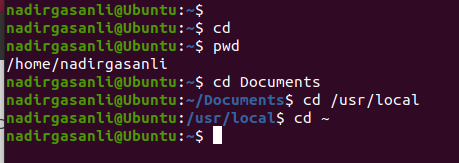 nadirgasanli@Ubuntu:~$
nadirgasanli@Ubuntu:~$ cd
nadirgasanli@Ubuntu:~$ pwd
/home/nadirgasanli
nadirgasanli@Ubuntu:~$ cd Documents
nadirgasanli@Ubuntu:~/Documents$ cd /usr/local
nadirgasanli@Ubuntu:/usr/local$ cd ~
nadirgasanli@Ubuntu:~$